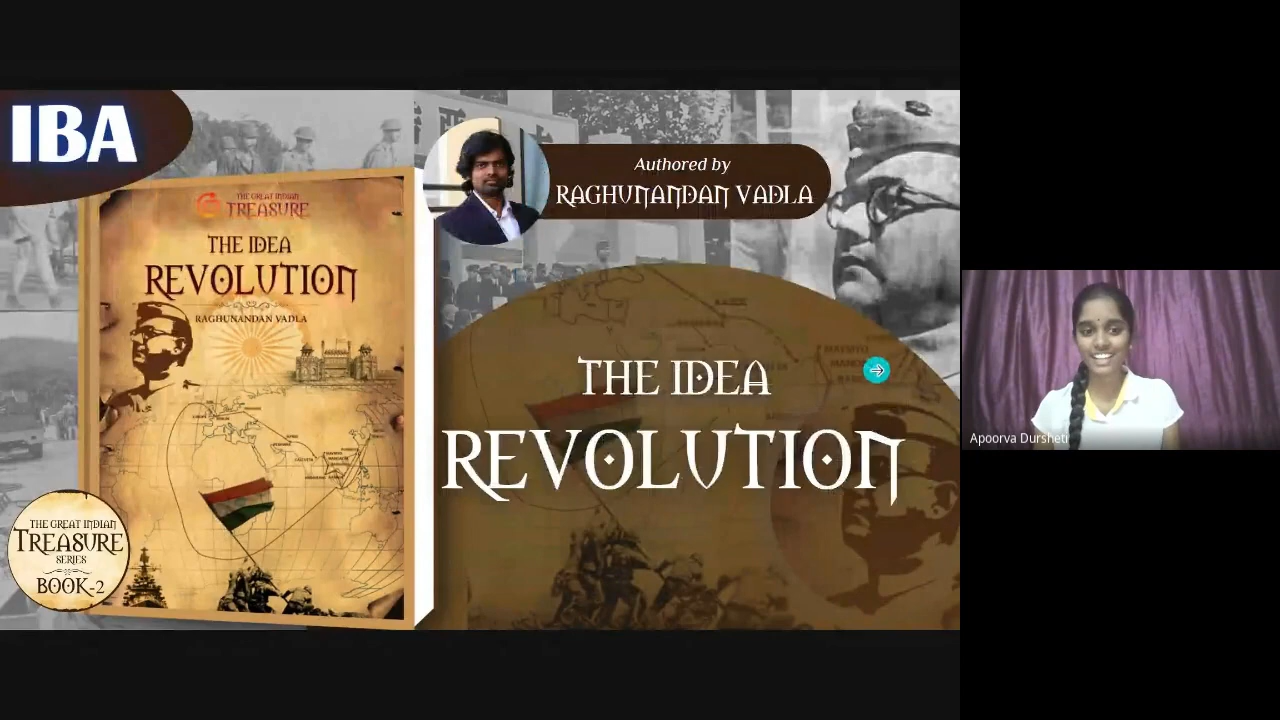 IBA
Authored by
RAGHUNANDAN VADLA
THE GREAT INDIAN
TREASURE
THE IDEA
REVOLUTION
RAGHUNANDAN VADLA
THE IDEA
REVOLUTION
THE GREAT INDIAN
TREASURE
SERIES
BOOK-2
Apoorva Dursheti